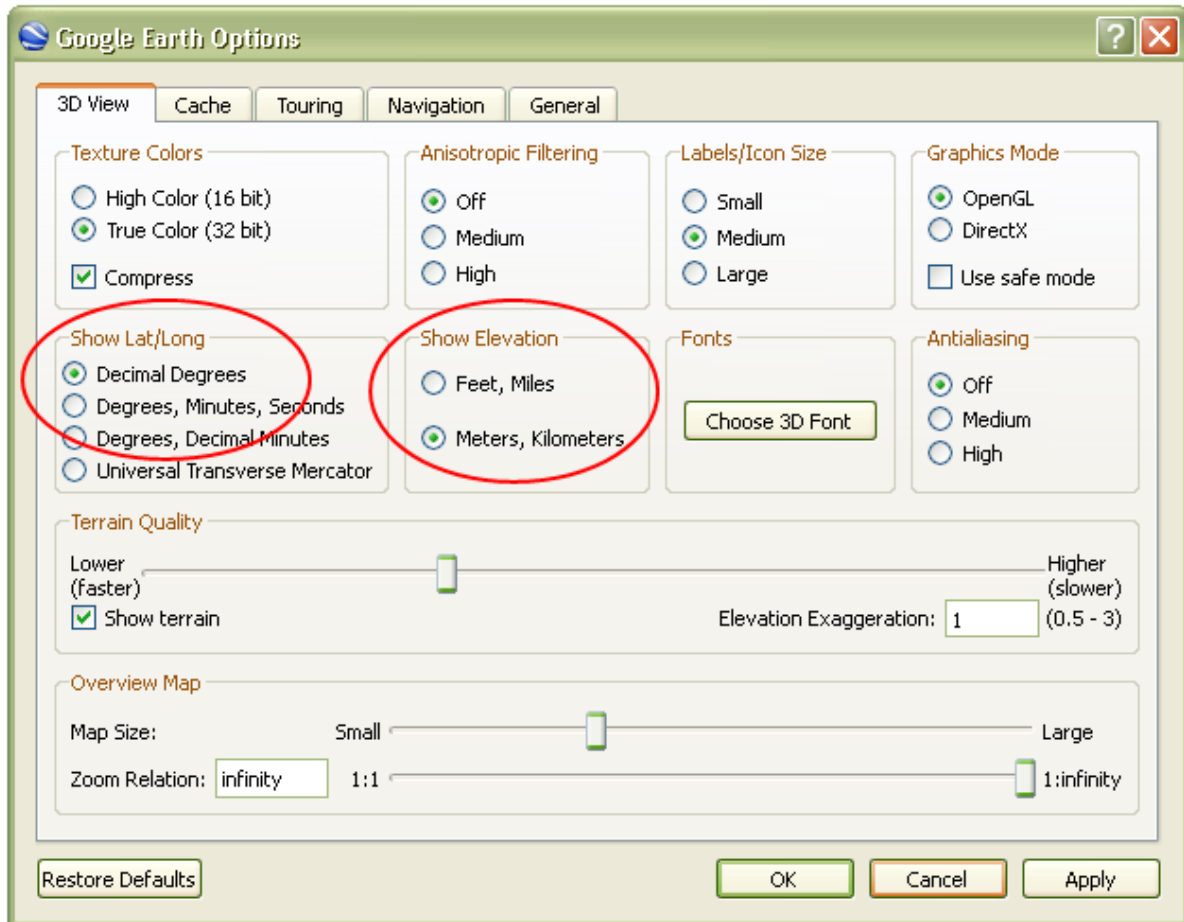 Google Earth Options
3D View Cache Touring Navigation General
Texture Colors
High Color (16 bit)
True Color (32 bit)
Compress
Anisotropic Filtering
Off
Medium
High
Labels/Icon Size
Small
Medium
Large
Graphics Mode
OpenGL
DirectX
Use safe mode
Show Lat/Long
Decimal Degrees
Degrees, Minutes, Seconds
Degrees, Decimal Minutes
Universal Transverse Mercator
Show Elevation
Feet, Miles
Meters, Kilometers
Fonts
Choose 3D Font
Antialiasing
Off
Medium
High
Terrain Quality
Lower
(faster)
Higher
(slower)
Show terrain
Elevation Exaggeration: 1 (0.5 - 3)
Overview Map
Map Size: Small Large
Zoom Relation: infinity 1:1 1:infinity
Restore Defaults OK Cancel Apply